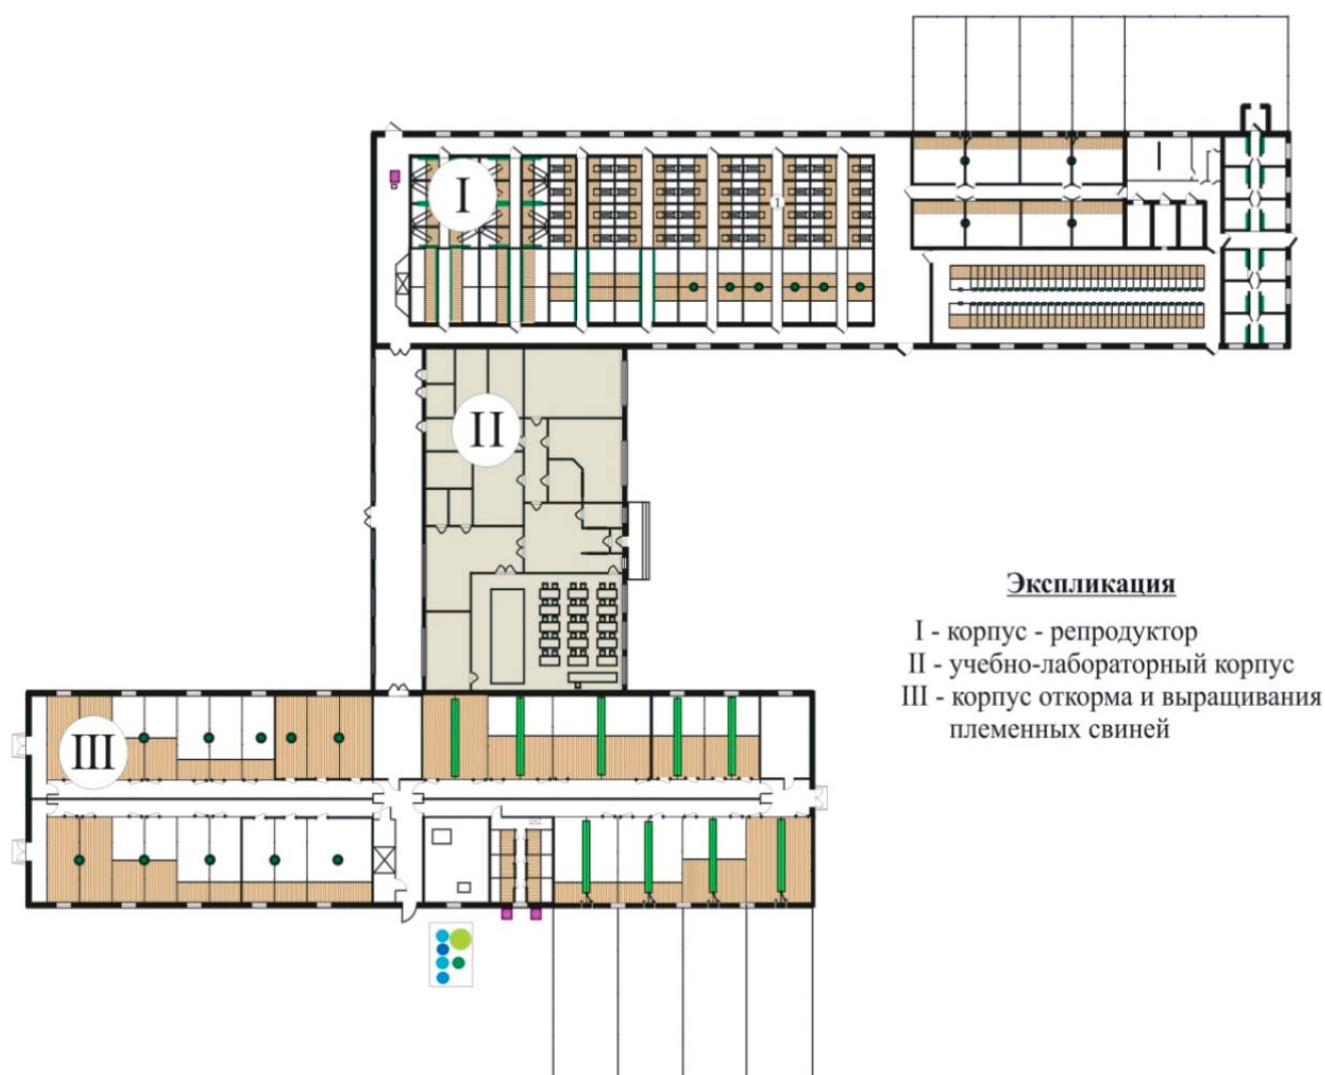 I
1
II
Экспликация
I - корпус - репродуктор
II - учебно-лабораторный корпус
III - корпус откорма и выращивания
племенных свиней
III